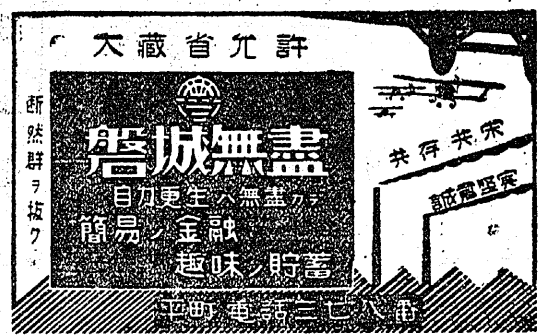 大藏省允許
断然群ヲ抜ク
磐城無盡
自力更生ハ無盡カラ
簡易ノ金融
趣味ノ貯蓄
共存共栄
誠實堅実
平町電話三七八番